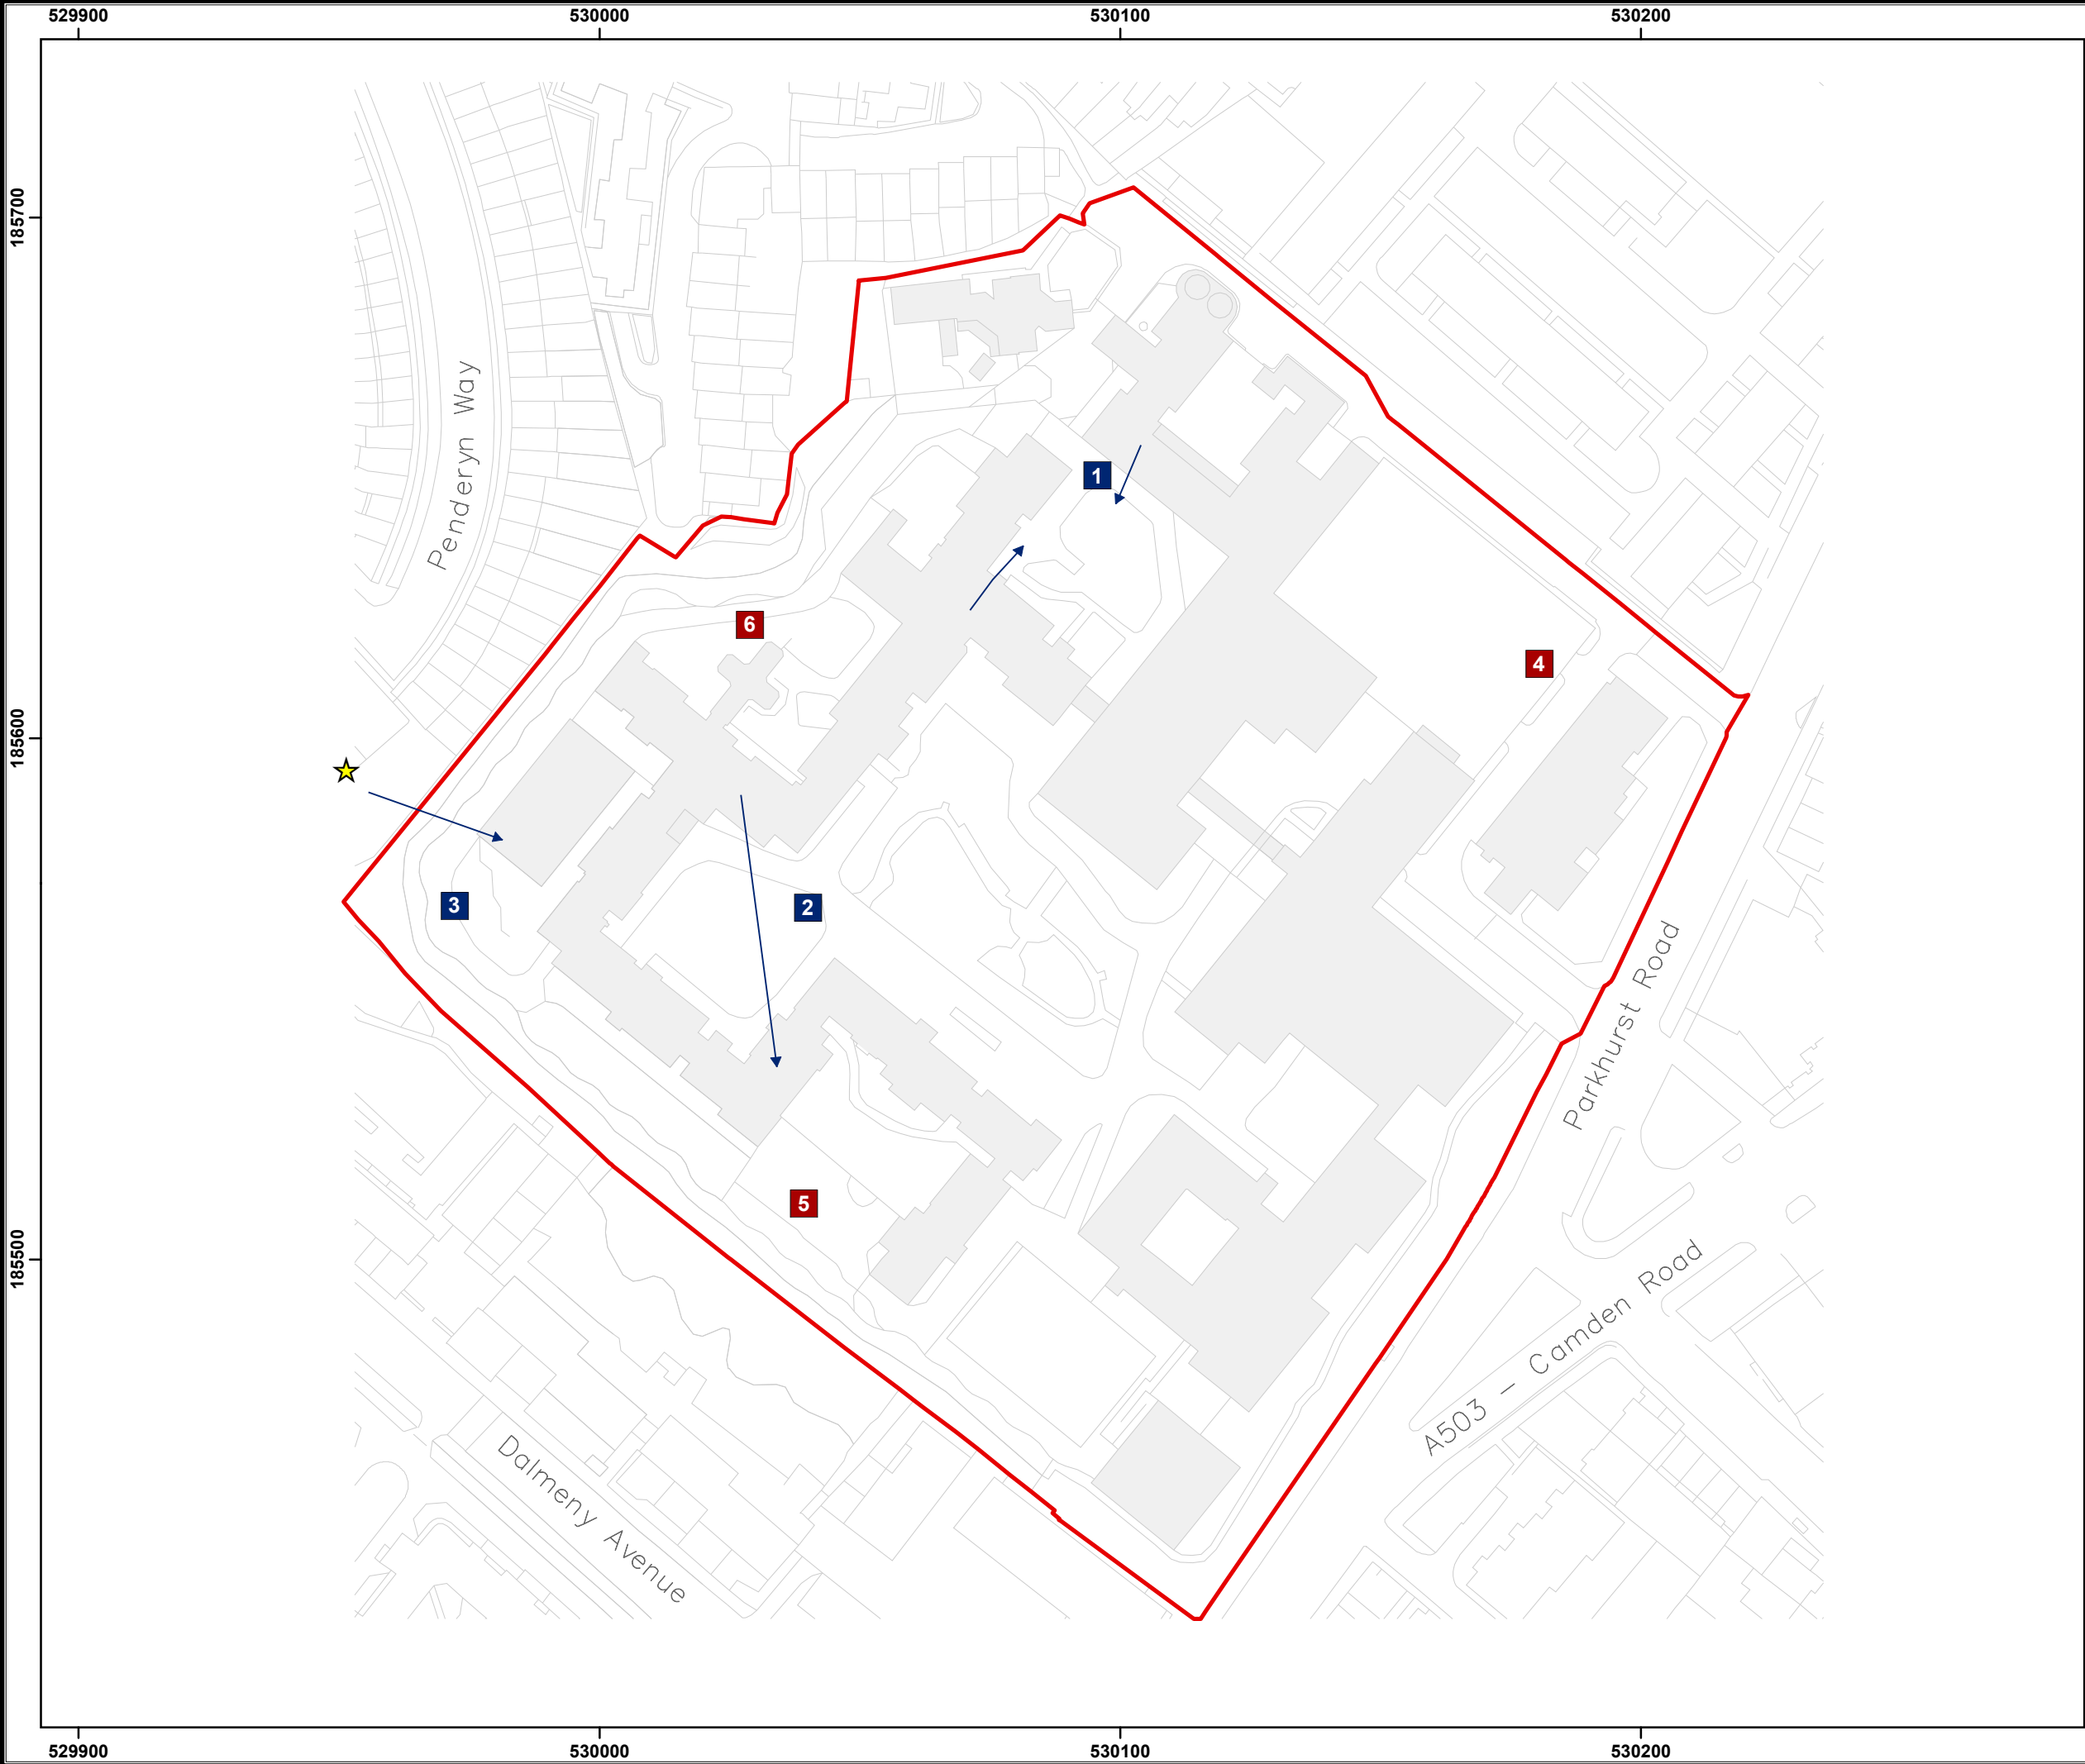 529900 530000 530100 530200
185700
Penderyn Way
1
6
4
185600
3
2
Parkhurst Road
5
185500
A503 – Camden Road
Dalmeny Avenue
529900 530000 530100 530200